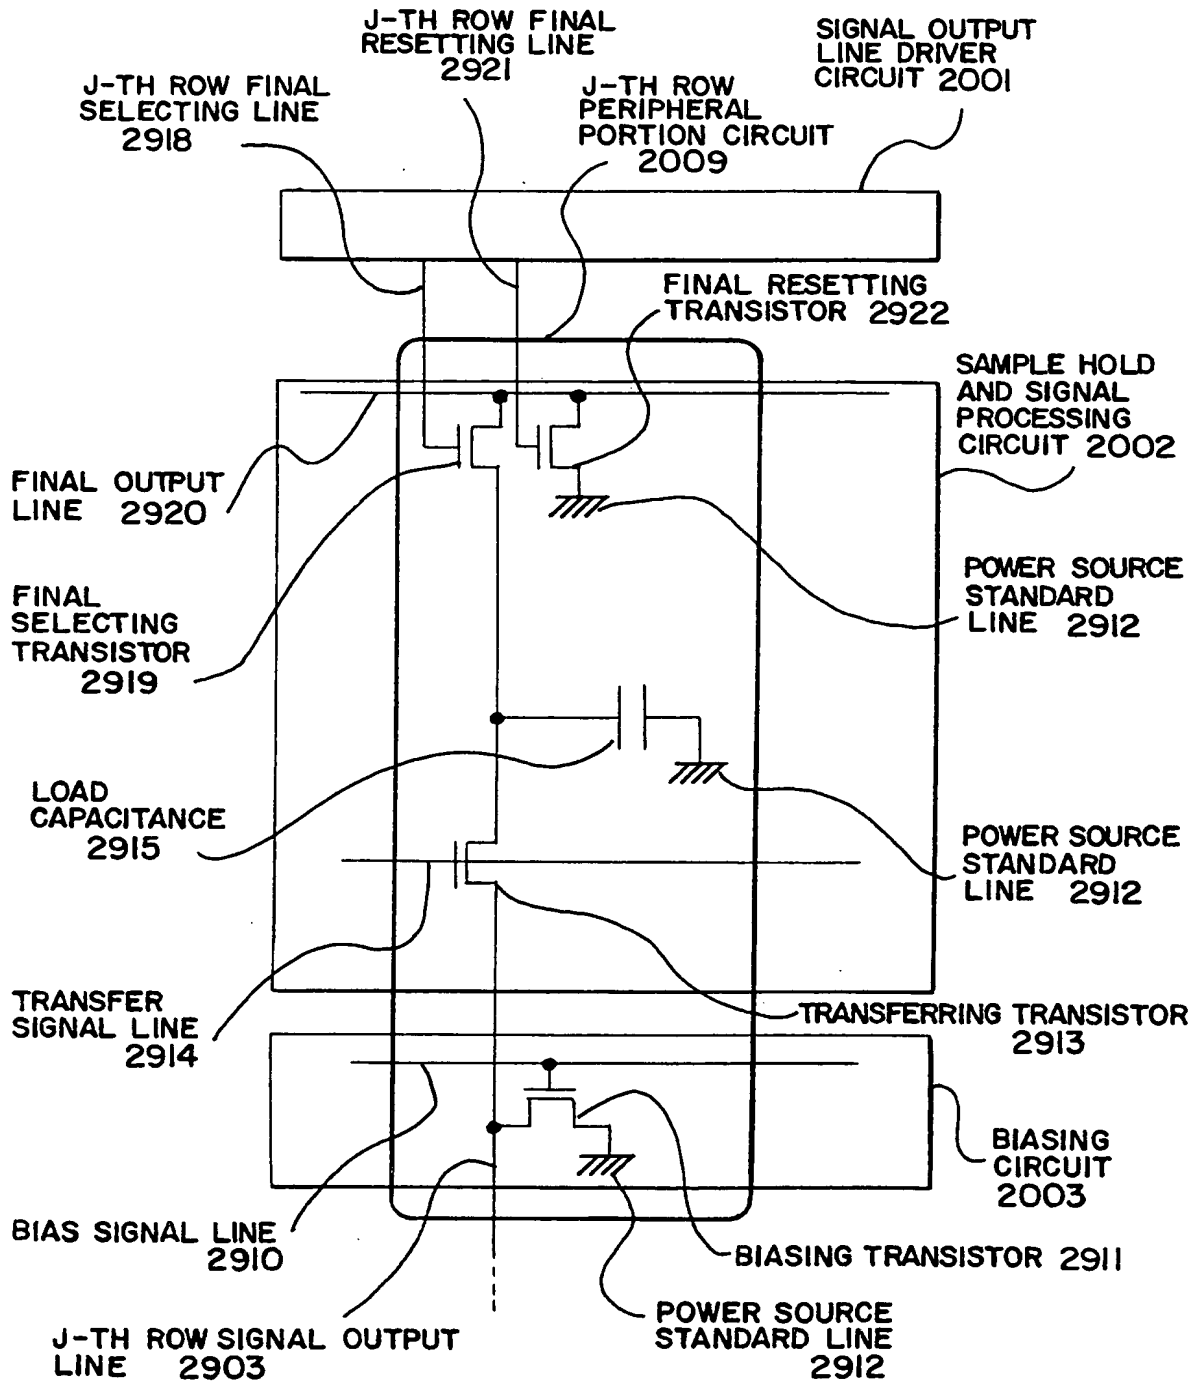 J-TH ROW FINAL
RESETTING LINE
2921
SIGNAL OUTPUT
LINE DRIVER
CIRCUIT 2001
J-TH ROW FINAL
SELECTING LINE
2918
J-TH ROW
PERIPHERAL
PORTION CIRCUIT
2009
FINAL RESETTING
TRANSISTOR 2922
SAMPLE HOLD
AND SIGNAL
PROCESSING
CIRCUIT 2002
FINAL OUTPUT
LINE 2920
POWER SOURCE
STANDARD
LINE 2912
FINAL
SELECTING
TRANSISTOR
2919
LOAD
CAPACITANCE
2915
POWER SOURCE
STANDARD
LINE 2912
TRANSFER
SIGNAL LINE
2914
TRANSFERRING TRANSISTOR
2913
BIASING
CIRCUIT
2003
BIAS SIGNAL LINE
2910
BIASING TRANSISTOR 2911
J-TH ROW SIGNAL OUTPUT
LINE 2903
POWER SOURCE
STANDARD LINE
2912